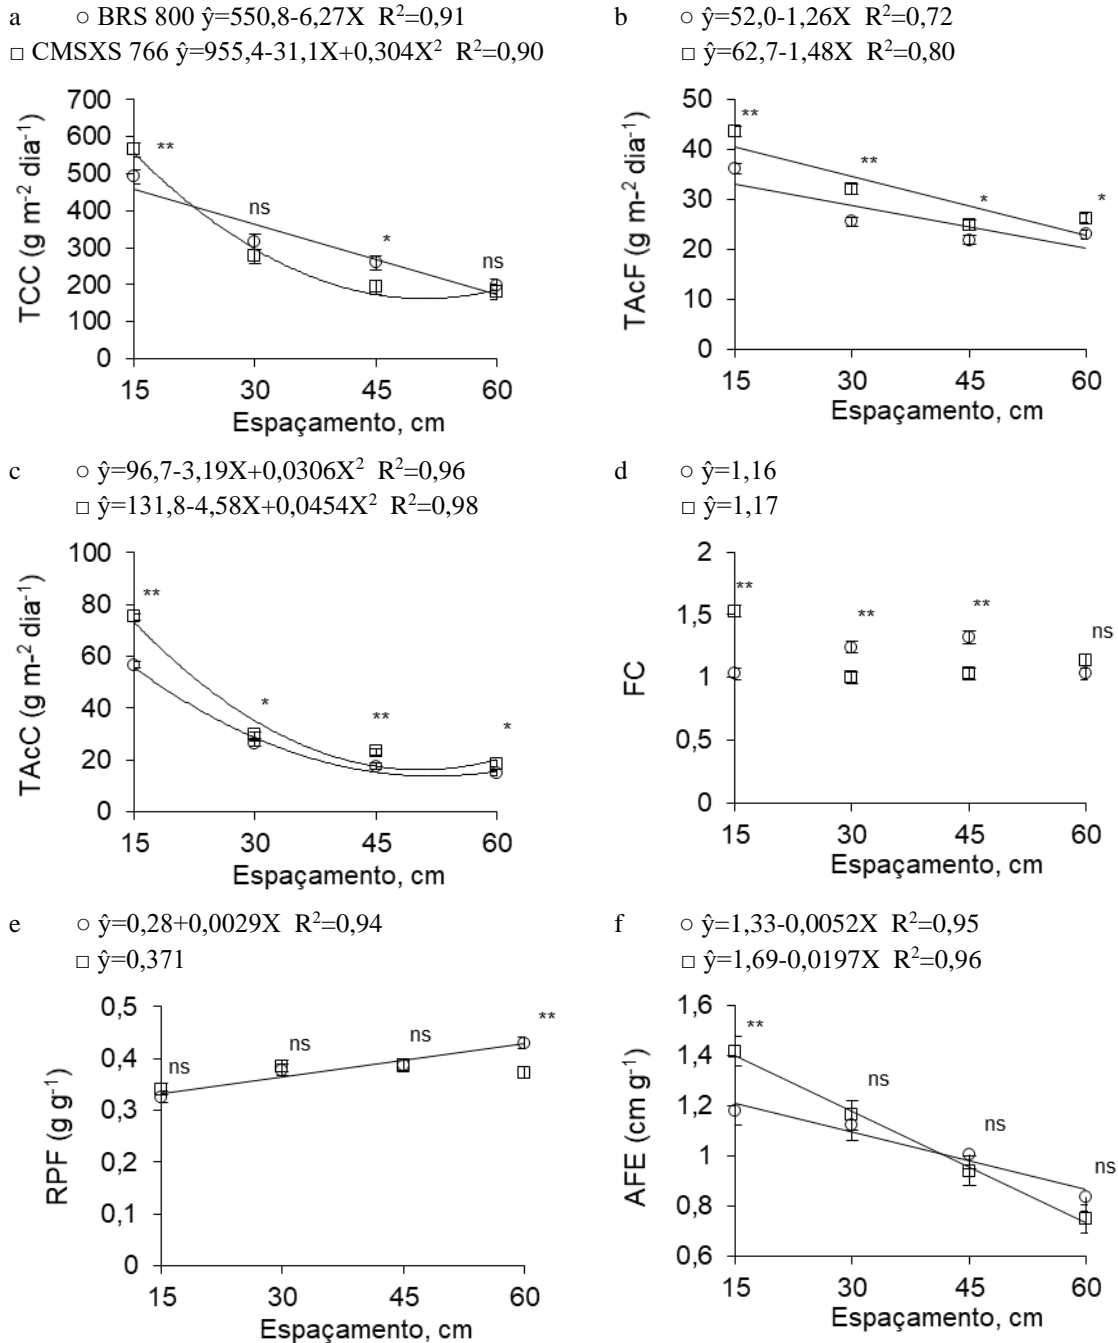 a ○ BRS 800 ŷ=550,8-6,27X R²=0,91
□ CMSXS 766 ŷ=955,4-31,1X+0,304X² R²=0,90
700
600
500
400
300
200
100
0
TCC (g m⁻² dia⁻¹)
**
ns
*
ns
15 30 45 60
Espaçamento, cm
b ○ ŷ=52,0-1,26X R²=0,72
□ ŷ=62,7-1,48X R²=0,80
50
40
30
20
10
0
TAcF (g m-² dia⁻¹)
**
**
*
*
15 30 45 60
Espaçamento, cm
c ○ ŷ=96,7-3,19X+0,0306X² R²=0,96
□ ŷ=131,8-4,58X+0,0454X² R²=0,98
100
80
60
40
20
0
TAcC (g m-² dia⁻¹)
**
*
**
*
15 30 45 60
Espaçamento, cm
d ○ ŷ=1,16
□ ŷ=1,17
2
1,5
1
0,5
0
FC
**
**
**
ns
15 30 45 60
Espaçamento, cm
e ○ ŷ=0,28+0,0029X R²=0,94
□ ŷ=0,371
0,5
0,4
0,3
0,2
0,1
0
RPF (g g⁻¹)
ns
ns
ns
**
15 30 45 60
Espaçamento, cm
f ○ ŷ=1,33-0,0052X R²=0,95
□ ŷ=1,69-0,0197X R²=0,96
1,6
1,4
1,2
1
0,8
0,6
AFE (cm g⁻¹)
**
ns
ns
ns
15 30 45 60
Espaçamento, cm